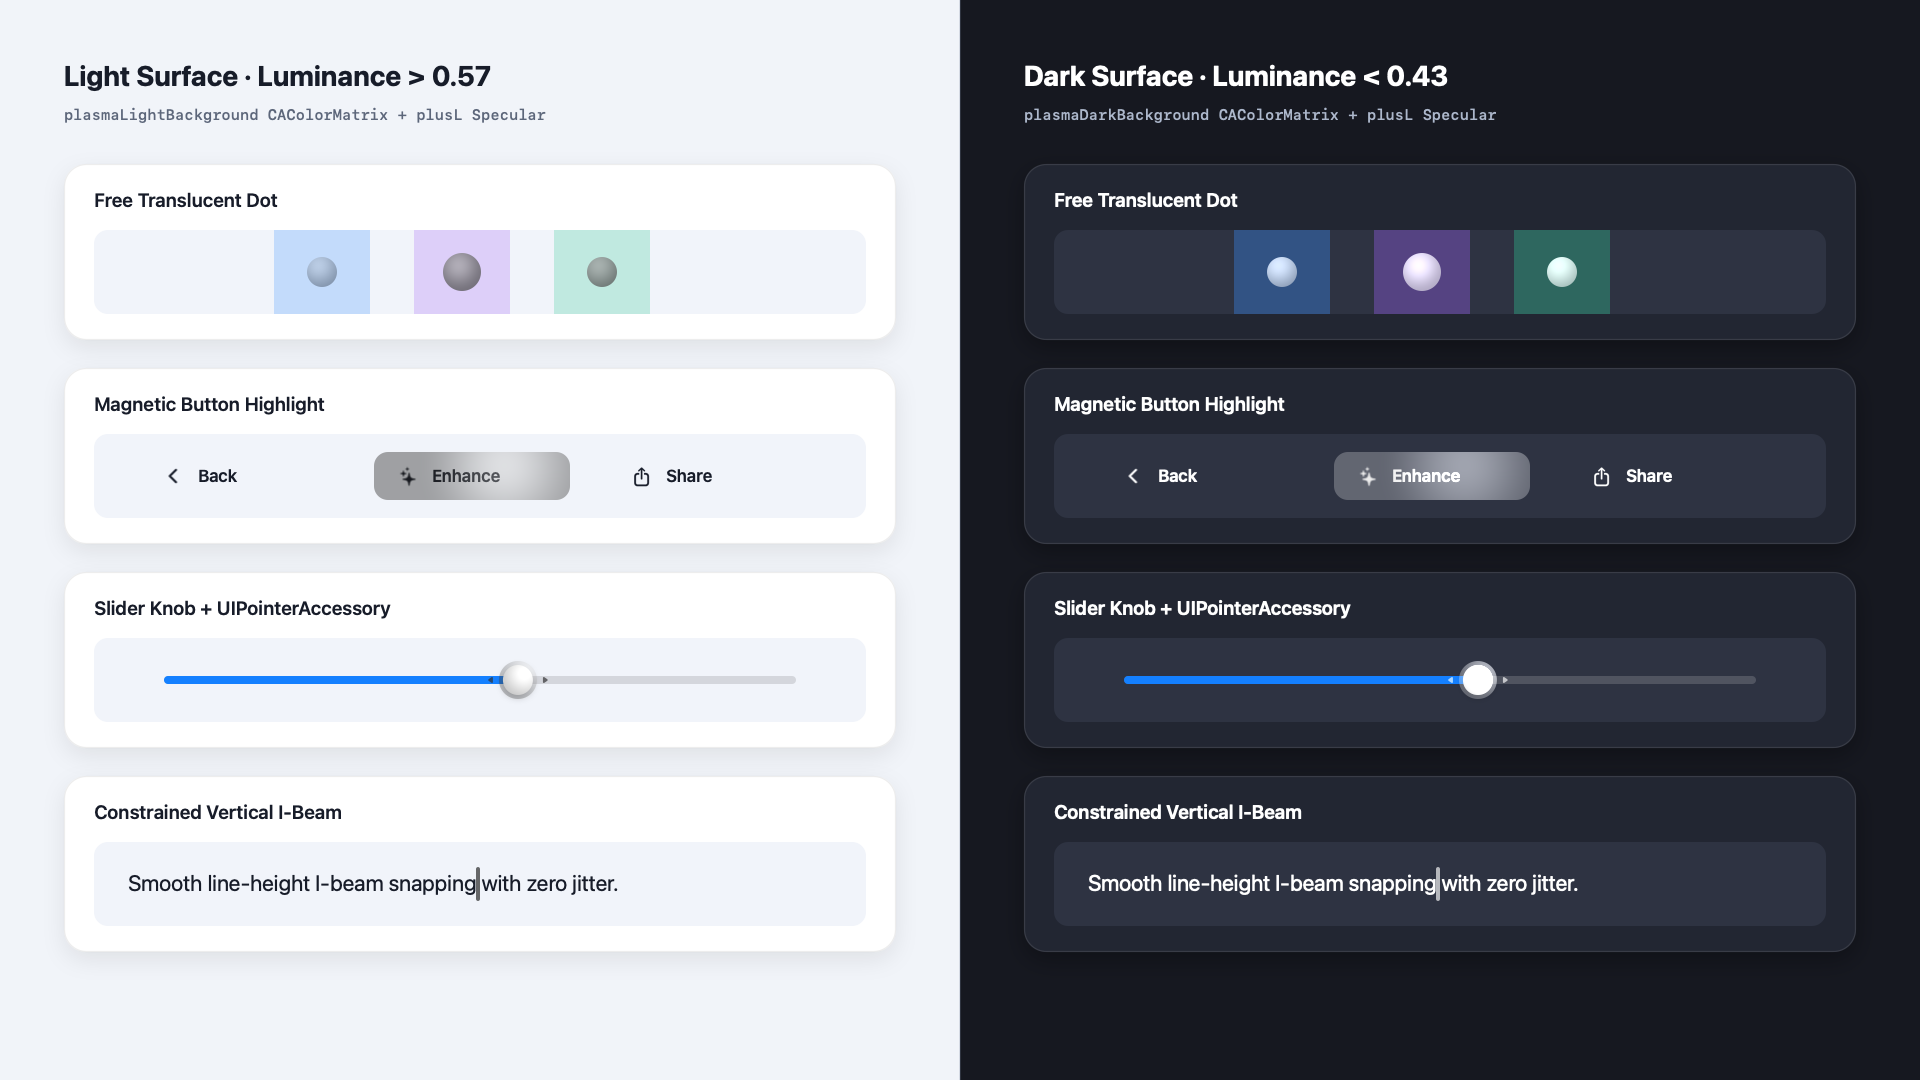 Light Surface · Luminance > 0.57
plasmaLightBackground CAColorMatrix + plusL Specular
Free Translucent Dot
Magnetic Button Highlight
Back
Enhance
Share
Slider Knob + UIPointerAccessory
Constrained Vertical I-Beam
Smooth line-height I-beam snapping with zero jitter.
Dark Surface · Luminance < 0.43
plasmaDarkBackground CAColorMatrix + plusL Specular
Free Translucent Dot
Magnetic Button Highlight
Back
Enhance
Share
Slider Knob + UIPointerAccessory
Constrained Vertical I-Beam
Smooth line-height I-beam snapping with zero jitter.